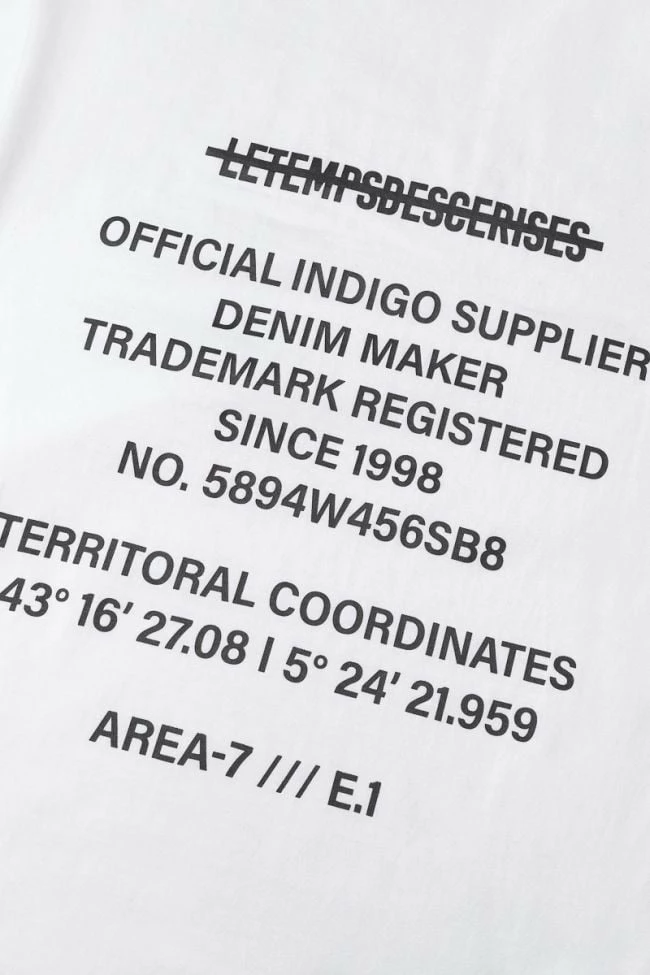 LETEMPSDESCERISES
OFFICIAL INDIGO SUPPLIER
DENIM MAKER
TRADEMARK REGISTERED
SINCE 1998
NO. 5894W456SB8
TERRITORAL COORDINATES
43° 16' 27.08 | 5° 24' 21.959
AREA-7 /// E.1